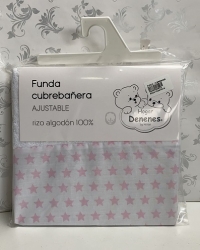 Funda
cubrebañera
AJUSTABLE
rizo algodón 100%
Denenes